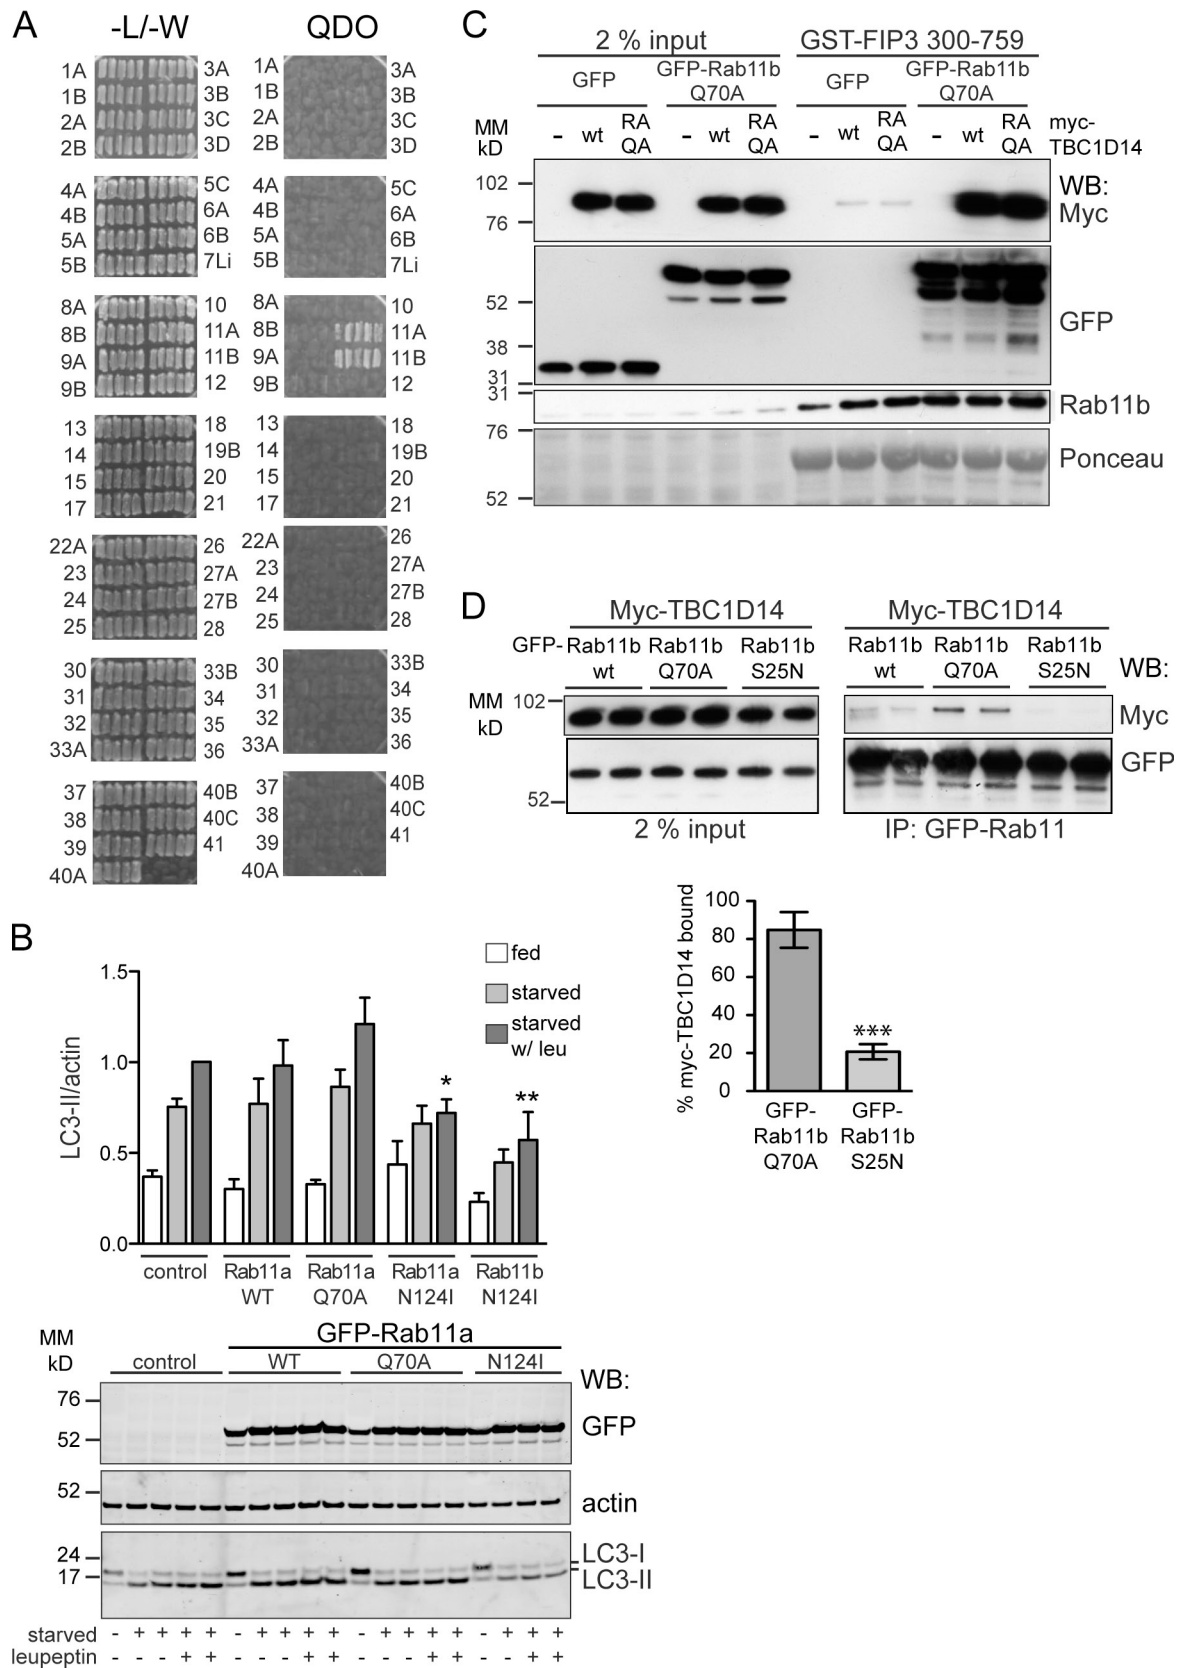 A
-L/-W
QDO
1A 3A 1A 3A
1B 3B 1B 3B
2A 3C 2A 3C
2B 3D 2B 3D
4A 5C 4A 5C
4B 6A 4B 6A
5A 6B 5A 6B
5B 7Li 5B 7Li
8A 10 8A 10
8B 11A 8B 11A
9A 11B 9A 11B
9B 12 9B 12
13 18 13 18
14 19B 14 19B
15 20 15 20
17 21 17 21
22A 26 22A 26
23 27A 23 27A
24 27B 24 27B
25 28 25 28
30 33B 30 33B
31 34 31 34
32 35 32 35
33A 36 33A 36
37 40B 37 40B
38 40C 38 40C
39 41 39 41
40A 40A
B
fed
starved
starved
w/ leu
LC3-II/actin
1.5
1.0
0.5
0.0
*
**
control Rab11a Rab11a Rab11a Rab11b
WT Q70A N124I N124I
GFP-Rab11a
MM
kD
control WT Q70A N124I
WB:
76
52
GFP
52
actin
24
17
LC3-I
LC3-II
starved - + + + + - + + + + - + + + + - + + +
leupeptin - - - + + - - - + + - - - + + - - + +
C
2 % input GST-FIP3 300-759
GFP GFP-Rab11b Q70A GFP GFP-Rab11b Q70A
MM
kD
- wt RA QA - wt RA QA - wt RA QA - wt RA QA
myc-
TBC1D14
102
76
WB:
Myc
52
38
31
GFP
31
Rab11b
76
52
Ponceau
D
Myc-TBC1D14 Myc-TBC1D14
GFP- Rab11b Rab11b Rab11b Rab11b Rab11b Rab11b
wt Q70A S25N wt Q70A S25N
WB:
MM
kD
102
Myc
GFP
52
2 % input IP: GFP-Rab11
% myc-TBC1D14 bound
100
80
60
40
20
0
***
GFP- GFP-
Rab11b Rab11b
Q70A S25N